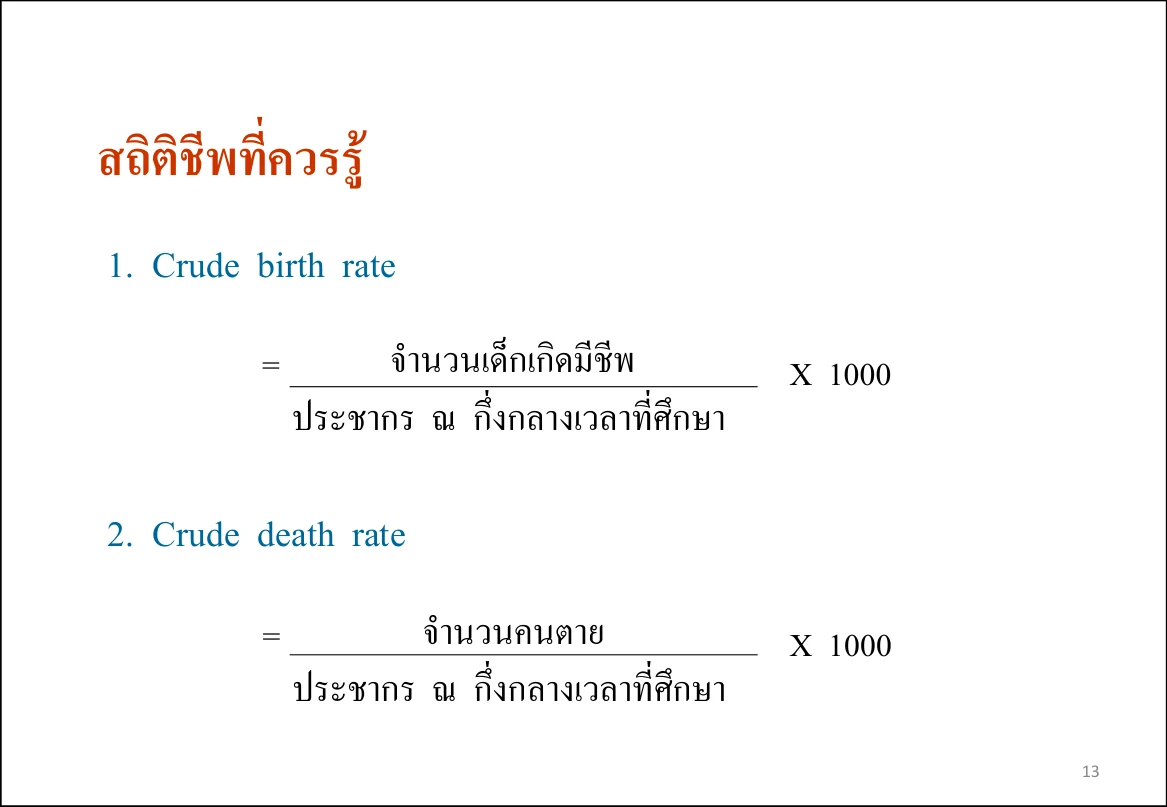 สถิติชีพที่ควรรู้
1. Crude birth rate
= จำนวนเด็กเกิดมีชีพ X 1000
ประชากร ณ กึ่งกลางเวลาที่ศึกษา
2. Crude death rate
= จำนวนคนตาย X 1000
ประชากร ณ กึ่งกลางเวลาที่ศึกษา
13